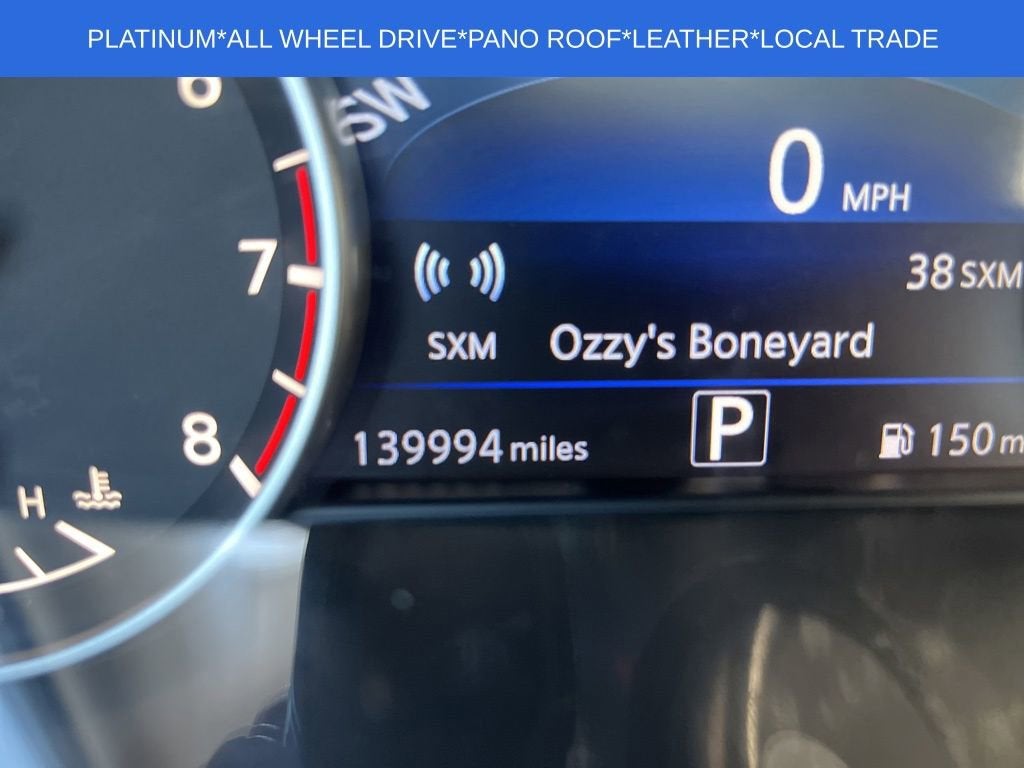 PLATINUM*ALL WHEEL DRIVE*PANO ROOF*LEATHER*LOCAL TRADE
6
SW
0 MPH
7
38 SXM
SXM Ozzy's Boneyard
8
139994 miles P 150 m
H